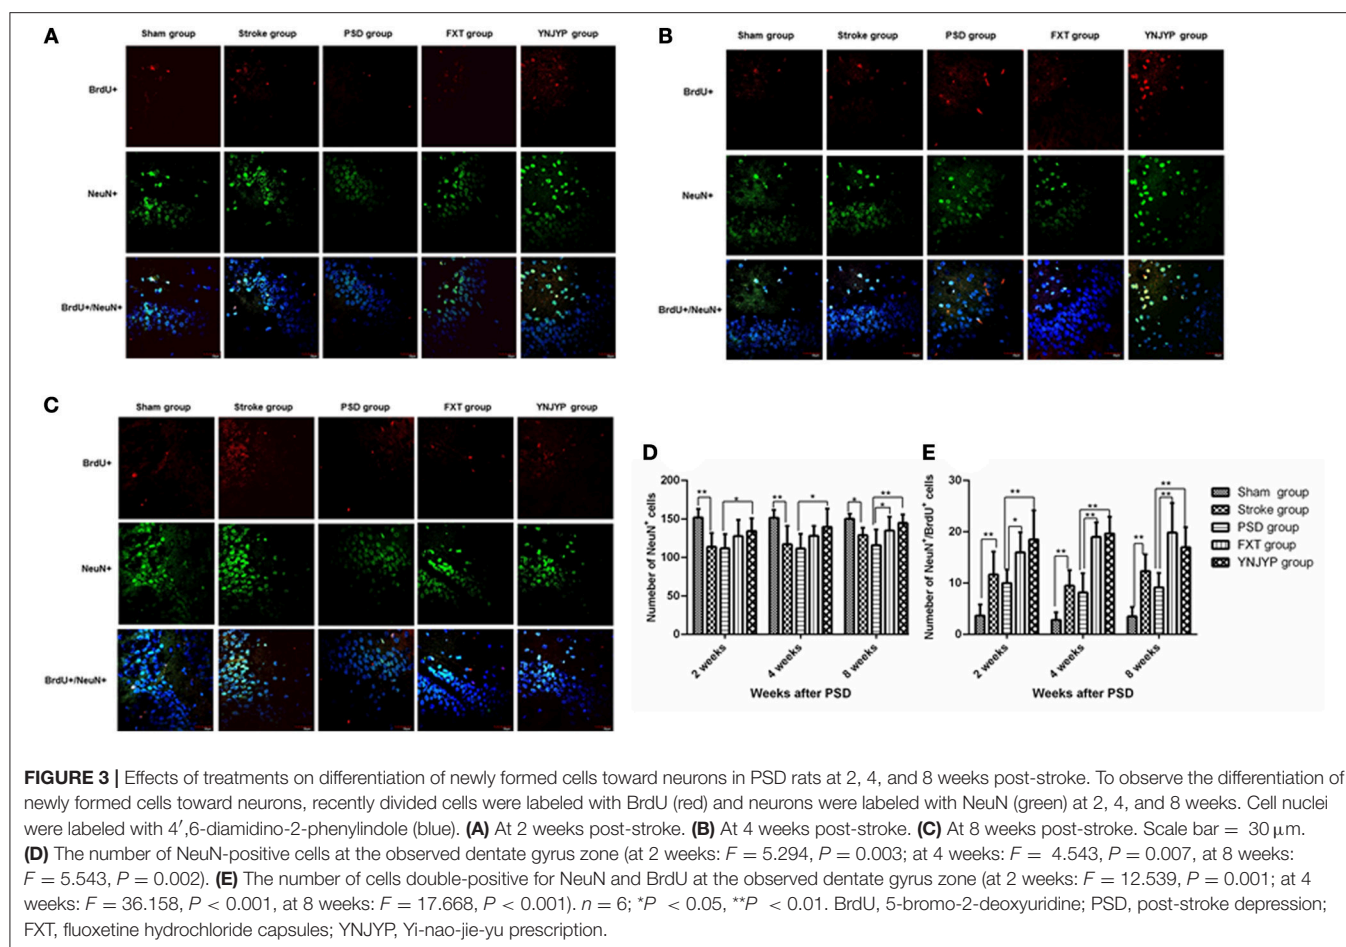 A
Sham group Stroke group PSD group FXT group YNJYP group
BrdU+
NeuN+
BrdU+/NeuN+
B
Sham group Stroke group PSD group FXT group YNJYP group
BrdU+
NeuN+
BrdU+/NeuN+
C
Sham group Stroke group PSD group FXT group YNJYP group
BrdU+
NeuN+
BrdU+/NeuN+
D
Numeber of NeuN⁺ cells
200
150
100
50
0
** * ** * * * **
2 weeks 4 weeks 8 weeks
Weeks after PSD
E
Numeber of NeuN⁺/BrdU⁺ cells
30
20
10
0
** * ** ** ** ** ** ** **
2 weeks 4 weeks 8 weeks
Weeks after PSD
Sham group
Stroke group
PSD group
FXT group
YNJYP group
FIGURE 3 | Effects of treatments on differentiation of newly formed cells toward neurons in PSD rats at 2, 4, and 8 weeks post-stroke. To observe the differentiation of
newly formed cells toward neurons, recently divided cells were labeled with BrdU (red) and neurons were labeled with NeuN (green) at 2, 4, and 8 weeks. Cell nuclei
were labeled with 4′,6-diamidino-2-phenylindole (blue). (A) At 2 weeks post-stroke. (B) At 4 weeks post-stroke. (C) At 8 weeks post-stroke. Scale bar = 30 μm.
(D) The number of NeuN-positive cells at the observed dentate gyrus zone (at 2 weeks: F = 5.294, P = 0.003; at 4 weeks: F = 4.543, P = 0.007, at 8 weeks:
F = 5.543, P = 0.002). (E) The number of cells double-positive for NeuN and BrdU at the observed dentate gyrus zone (at 2 weeks: F = 12.539, P = 0.001; at 4
weeks: F = 36.158, P < 0.001, at 8 weeks: F = 17.668, P < 0.001). n = 6; *P < 0.05, **P < 0.01. BrdU, 5-bromo-2-deoxyuridine; PSD, post-stroke depression;
FXT, fluoxetine hydrochloride capsules; YNJYP, Yi-nao-jie-yu prescription.